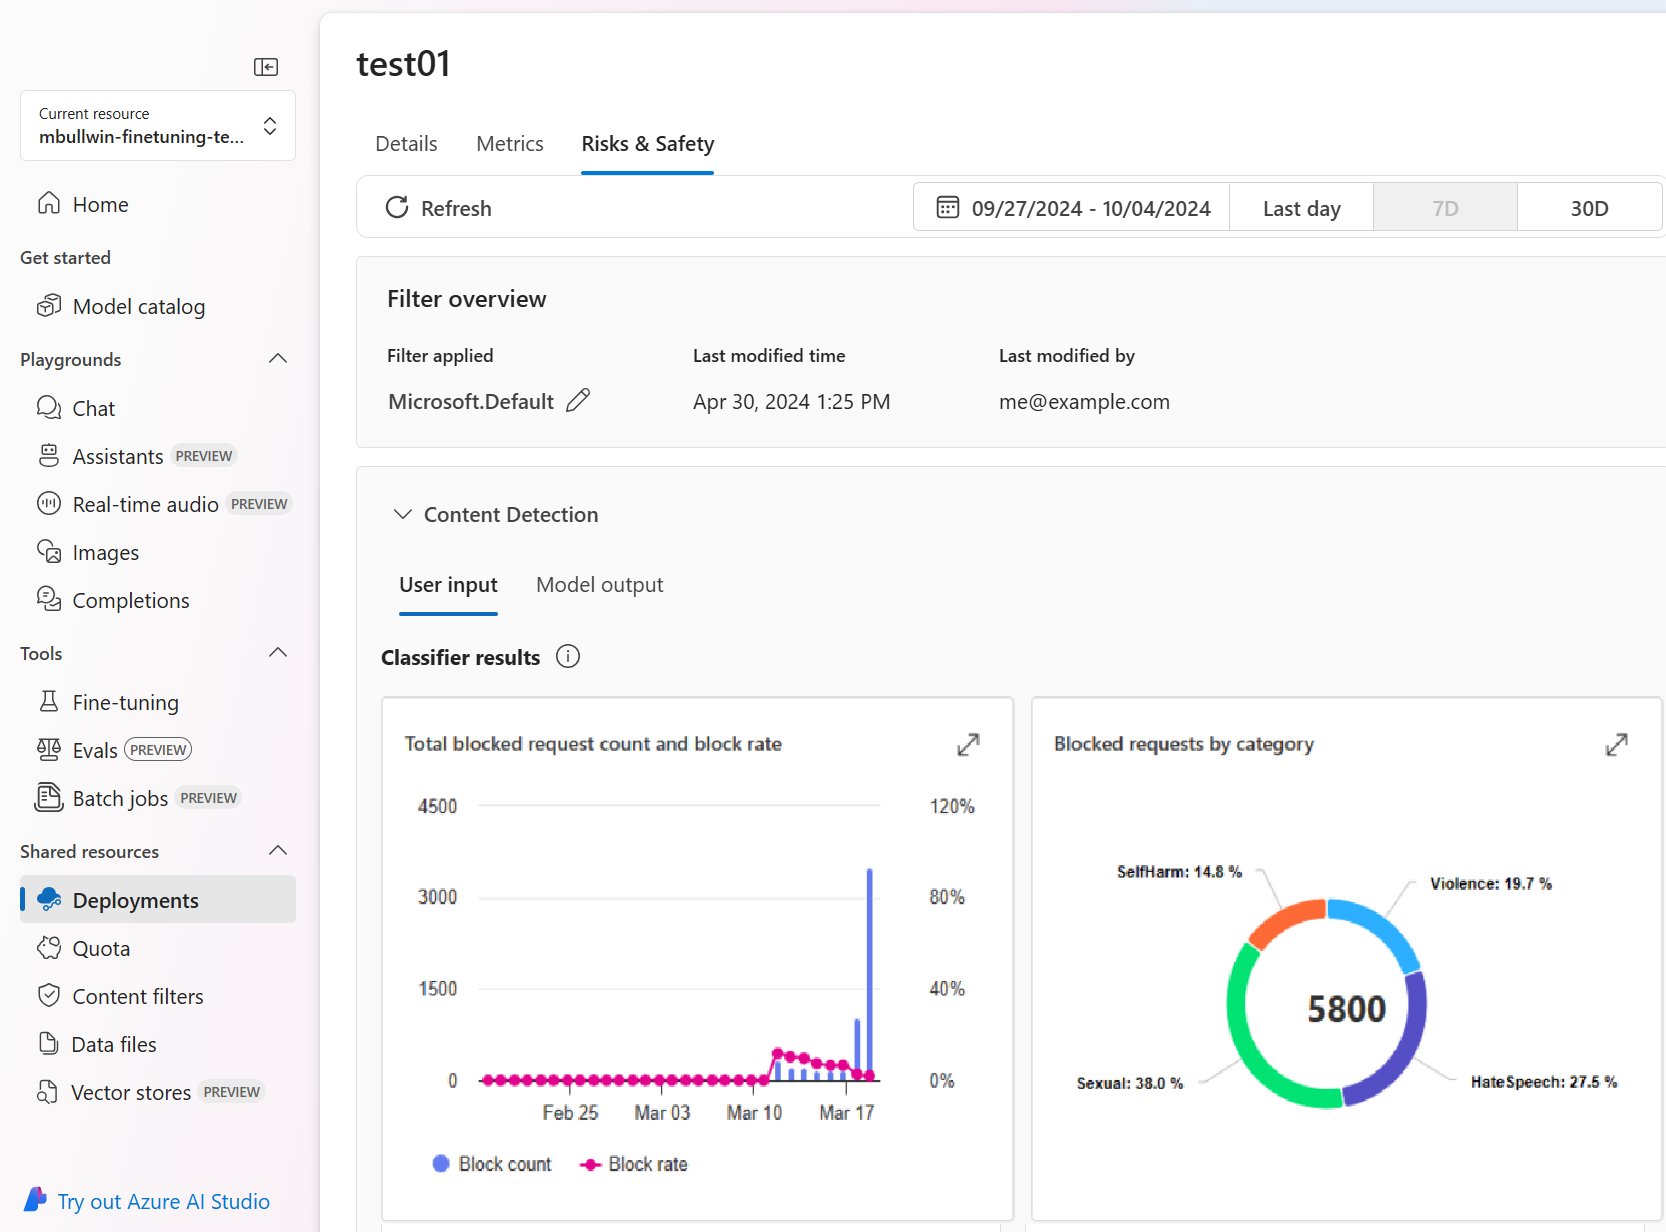 Current resource
mbullwin-finetuning-te...
Home
Get started
Model catalog
Playgrounds
Chat
Assistants PREVIEW
Real-time audio PREVIEW
Images
Completions
Tools
Fine-tuning
Evals PREVIEW
Batch jobs PREVIEW
Shared resources
Deployments
Quota
Content filters
Data files
Vector stores PREVIEW
Try out Azure AI Studio
test01
Details Metrics Risks & Safety
Refresh 09/27/2024 - 10/04/2024 Last day 7D 30D
Filter overview
Filter applied Last modified time Last modified by
Microsoft.Default Apr 30, 2024 1:25 PM me@example.com
Content Detection
User input Model output
Classifier results
Total blocked request count and block rate
4500 120%
3000 80%
1500 40%
0 0%
Feb 25 Mar 03 Mar 10 Mar 17
Block count Block rate
Blocked requests by category
SelfHarm: 14.8 %
Violence: 19.7 %
5800
Sexual: 38.0 %
HateSpeech: 27.5 %